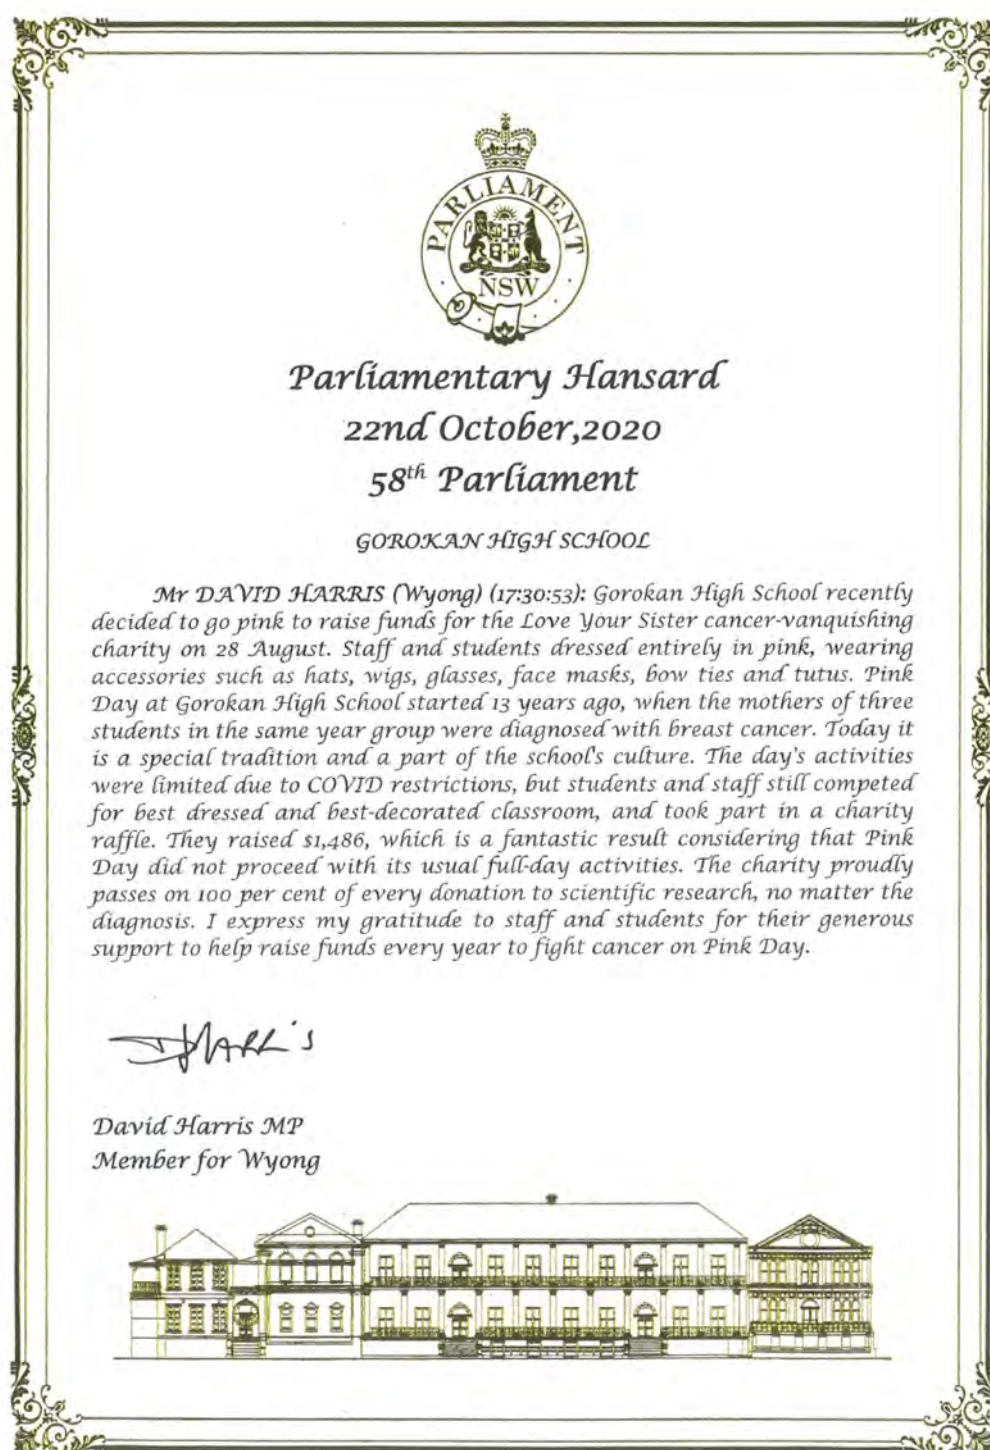 PARLIAMENT
NSW
Parliamentary Hansard
22nd October,2020
58th Parliament
GOROKAN HIGH SCHOOL
Mr DAVID HARRIS (Wyong) (17:30:53): Gorokan High School recently
decided to go pink to raise funds for the Love Your Sister cancer-vanquishing
charity on 28 August. Staff and students dressed entirely in pink, wearing
accessories such as hats, wigs, glasses, face masks, bow ties and tutus. Pink
Day at Gorokan High School started 13 years ago, when the mothers of three
students in the same year group were diagnosed with breast cancer. Today it
is a special tradition and a part of the school's culture. The day's activities
were limited due to COVID restrictions, but students and staff still competed
for best dressed and best-decorated classroom, and took part in a charity
raffle. They raised $1,486, which is a fantastic result considering that Pink
Day did not proceed with its usual full-day activities. The charity proudly
passes on 100 per cent of every donation to scientific research, no matter the
diagnosis. I express my gratitude to staff and students for their generous
support to help raise funds every year to fight cancer on Pink Day.
DHarris
David Harris MP
Member for Wyong